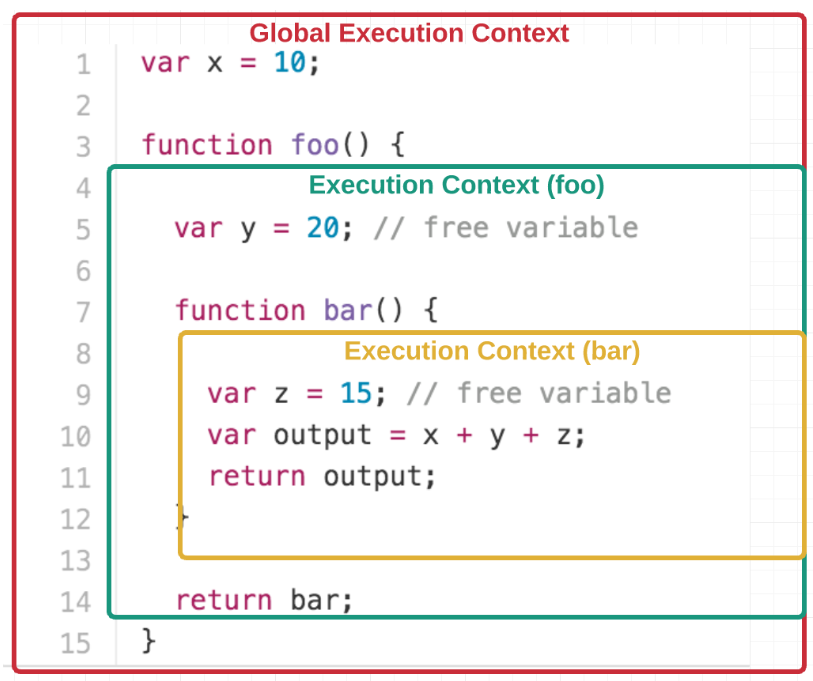 Global Execution Context
1 var x = 10;
2
3 function foo() {
4 Execution Context (foo)
5 var y = 20; // free variable
6
7 function bar() {
8 Execution Context (bar)
9 var z = 15; // free variable
10 var output = x + y + z;
11 return output;
12 }
13
14 return bar;
15 }